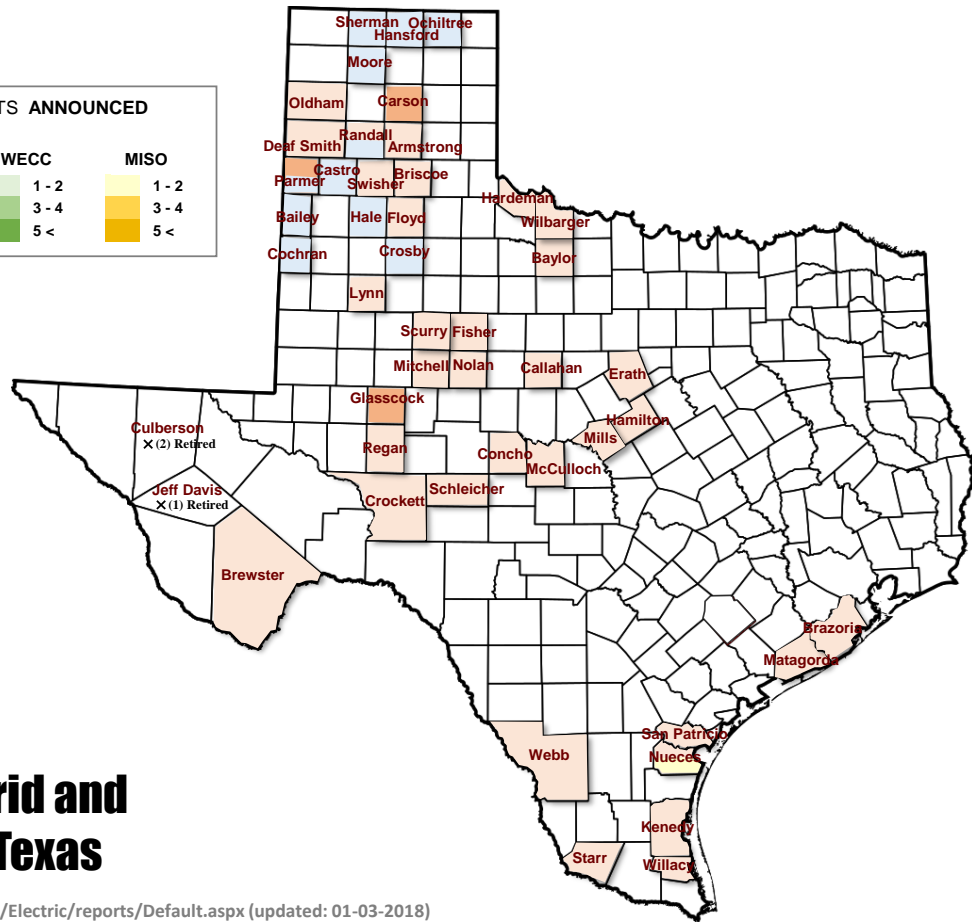 Sherman Ochiltree
Hansford
Moore
TS ANNOUNCED
WECC MISO
1 - 2 1 - 2
3 - 4 3 - 4
5 < 5 <
Oldham Carson
Deaf Smith Randall Armstrong
Parmer Castro Swisher Briscoe
Bailey Hale Floyd
Cochran Crosby
Hardeman
Wilbarger
Baylor
Lynn
Scurry Fisher
Mitchell Nolan Callahan Erath
Glasscock
Hamilton
Culberson
(2) Retired
Regan Concho McCulloch Mills
Jeff Davis
(1) Retired
Crockett Schleicher
Brewster
Brazoria
Matagorda
San Patricio
Nueces
Webb
Kenedy
Starr Willacy
rid and
Texas
/Electric/reports/Default.aspx (updated: 01-03-2018)